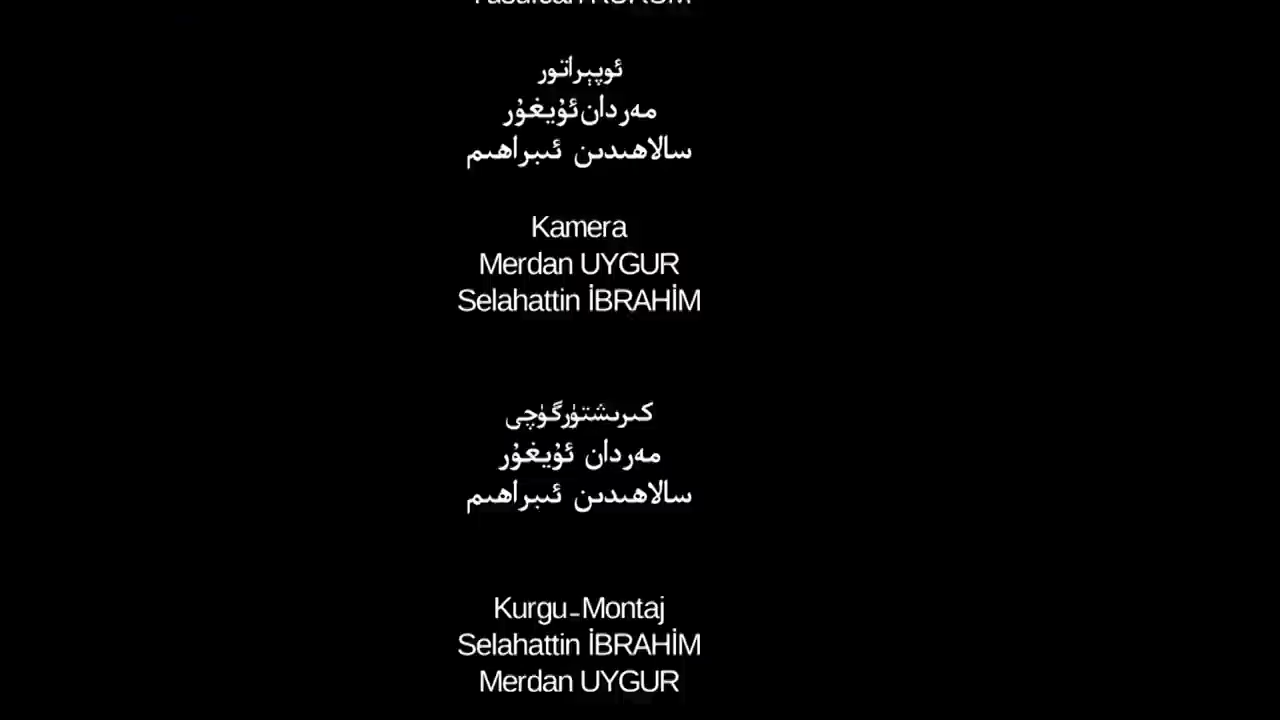 ئوپېراتور
مەردان ئۇيغۇر
سالاھىدىن ئىبراھىم
Kamera
Merdan UYGUR
Selahattin İBRAHİM
كىرىشتۈرگۈچى
مەردان ئۇيغۇر
سالاھىدىن ئىبراھىم
Kurgu-Montaj
Selahattin İBRAHİM
Merdan UYGUR